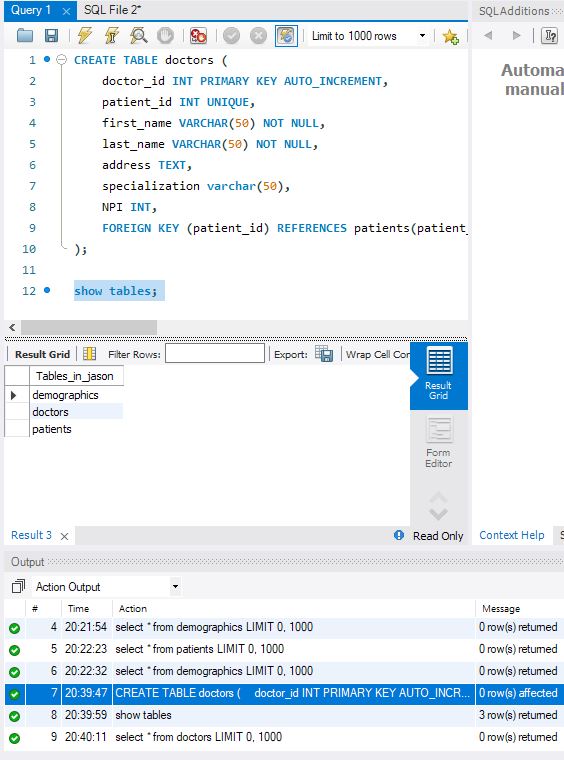 Query 1 × SQL File 2*
SQLAdditions
Limit to 1000 rows
1 CREATE TABLE doctors (
2 doctor_id INT PRIMARY KEY AUTO_INCREMENT,
3 patient_id INT UNIQUE,
4 first_name VARCHAR(50) NOT NULL,
5 last_name VARCHAR(50) NOT NULL,
6 address TEXT,
7 specialization varchar(50),
8 NPI INT,
9 FOREIGN KEY (patient_id) REFERENCES patients(patient_
10 );
11
12 show tables;
Automa
manual
Result Grid Filter Rows: Export: Wrap Cell Con
Tables_in_jason
demographics
doctors
patients
Result
Grid
Form
Editor
Result 3 × Read Only
Context Help S
Output
Action Output
# Time Action Message
4 20:21:54 select * from demographics LIMIT 0, 1000 0 row(s) returned
5 20:22:23 select * from patients LIMIT 0, 1000 0 row(s) returned
6 20:22:32 select * from demographics LIMIT 0, 1000 0 row(s) returned
7 20:39:47 CREATE TABLE doctors ( doctor_id INT PRIMARY KEY AUTO_INCR... 0 row(s) affected
8 20:39:59 show tables 3 row(s) returned
9 20:40:11 select * from doctors LIMIT 0, 1000 0 row(s) returned